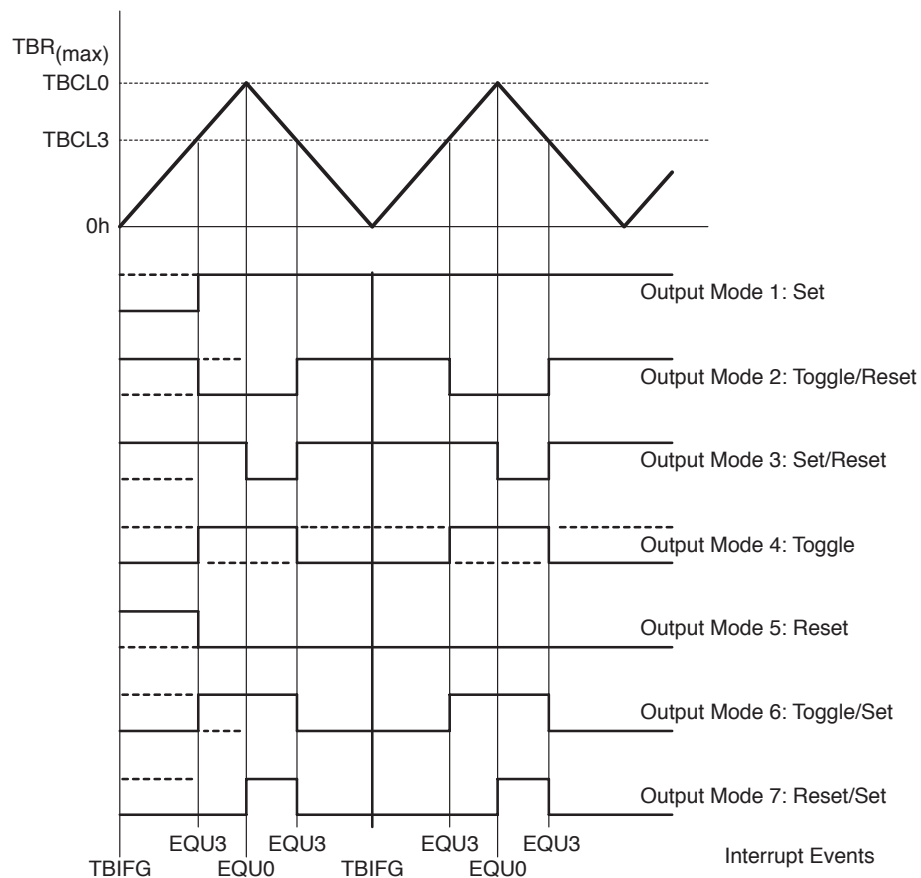 TBR(max)
TBCL0
TBCL3
0h
Output Mode 1: Set
Output Mode 2: Toggle/Reset
Output Mode 3: Set/Reset
Output Mode 4: Toggle
Output Mode 5: Reset
Output Mode 6: Toggle/Set
Output Mode 7: Reset/Set
EQU3 EQU3 EQU3 EQU3
TBIFG EQU0 TBIFG EQU0 Interrupt Events